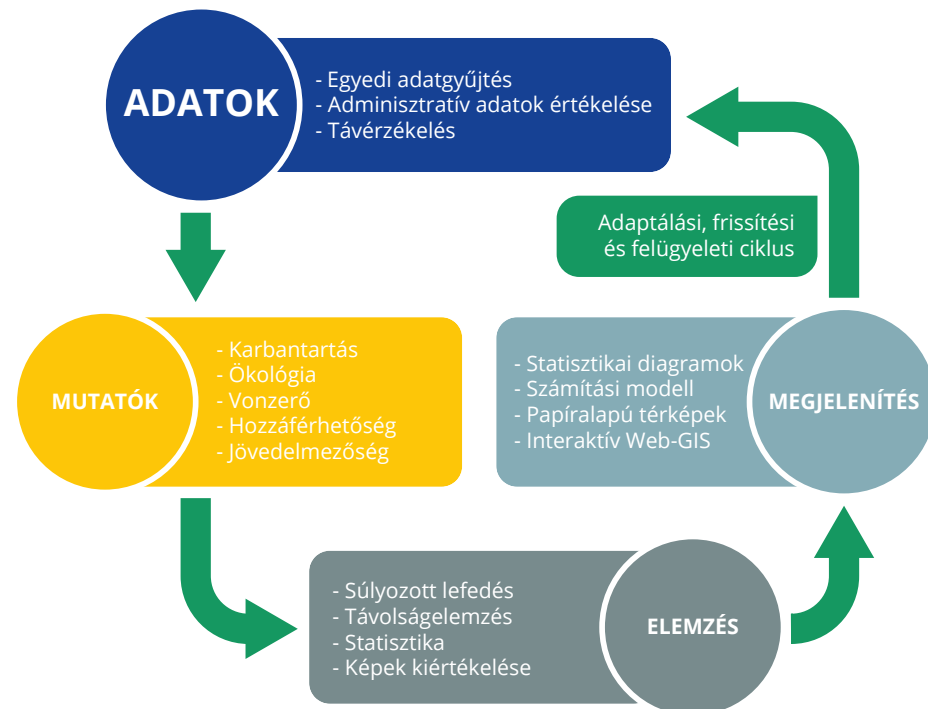 ADATOK
- Egyedi adatgyűjtés
- Adminisztratív adatok értékelése
- Távérzékelés
Adaptálási, frissítési
és felügyeleti ciklus
MUTATÓK
- Karbantartás
- Ökológia
- Vonzerő
- Hozzáférhetőség
- Jövedelmezőség
- Statisztikai diagramok
- Számítási modell
- Papíralapú térképek
- Interaktív Web-GIS
MEGJELENÍTÉS
- Súlyozott lefedés
- Távolságelemzés
- Statisztika
- Képek kiértékelése
ELEMZÉS